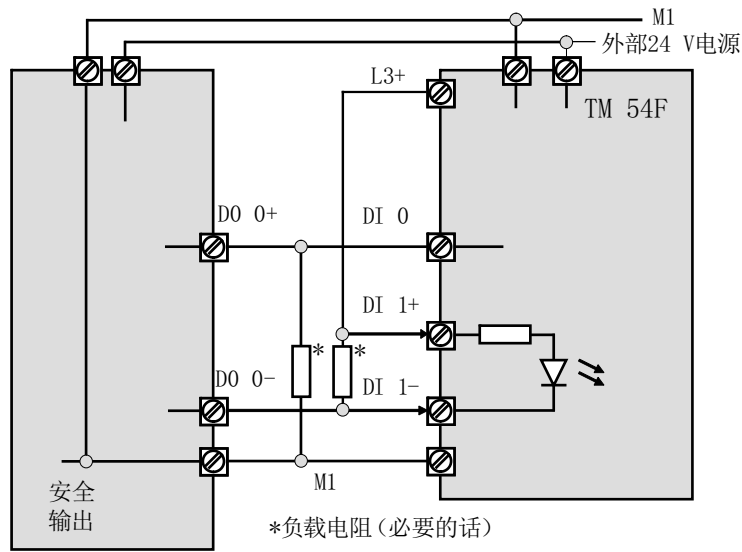 M1
外部24 V电源
L3+
TM 54F
DO 0+
DI 0
DI 1+
*
*
DO 0-
DI 1-
M1
安全
输出
*负载电阻(必要的话)